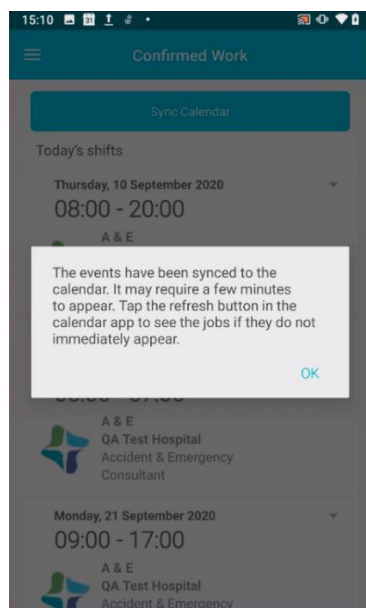 15:10
31
Confirmed Work
Sync Calendar
Today's shifts
Thursday, 10 September 2020
08:00 - 20:00
A & E
The events have been synced to the
calendar. It may require a few minutes
to appear. Tap the refresh button in the
calendar app to see the jobs if they do not
immediately appear.
OK
A & E
QA Test Hospital
Accident & Emergency
Consultant
Monday, 21 September 2020
09:00 - 17:00
A & E
QA Test Hospital
Accident & Emergency